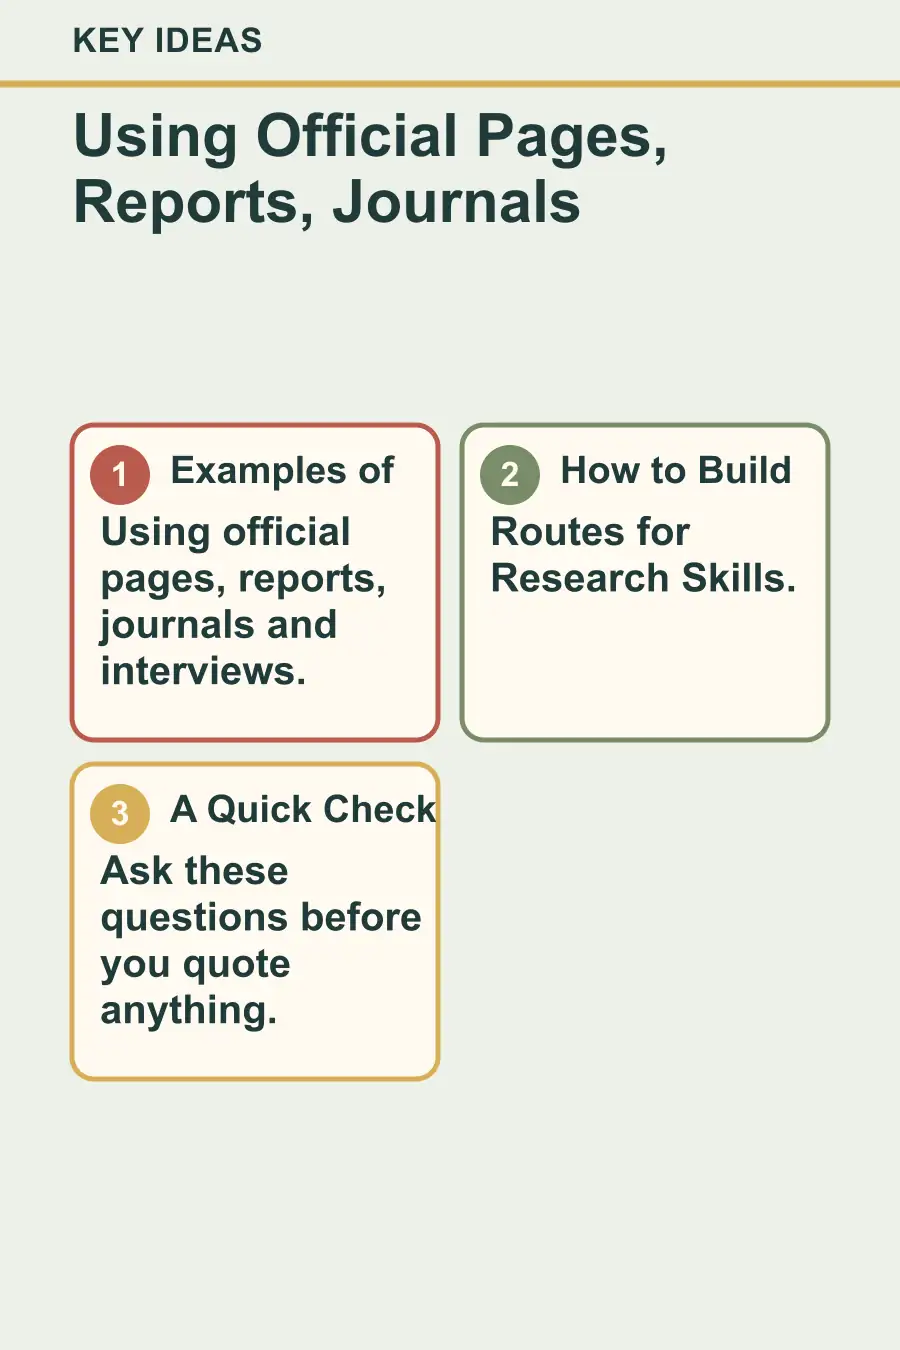 KEY IDEAS
Using Official Pages,
Reports, Journals
1 Examples of
Using official
pages, reports,
journals and
interviews.
2 How to Build
Routes for
Research Skills.
3 A Quick Check
Ask these
questions before
you quote
anything.